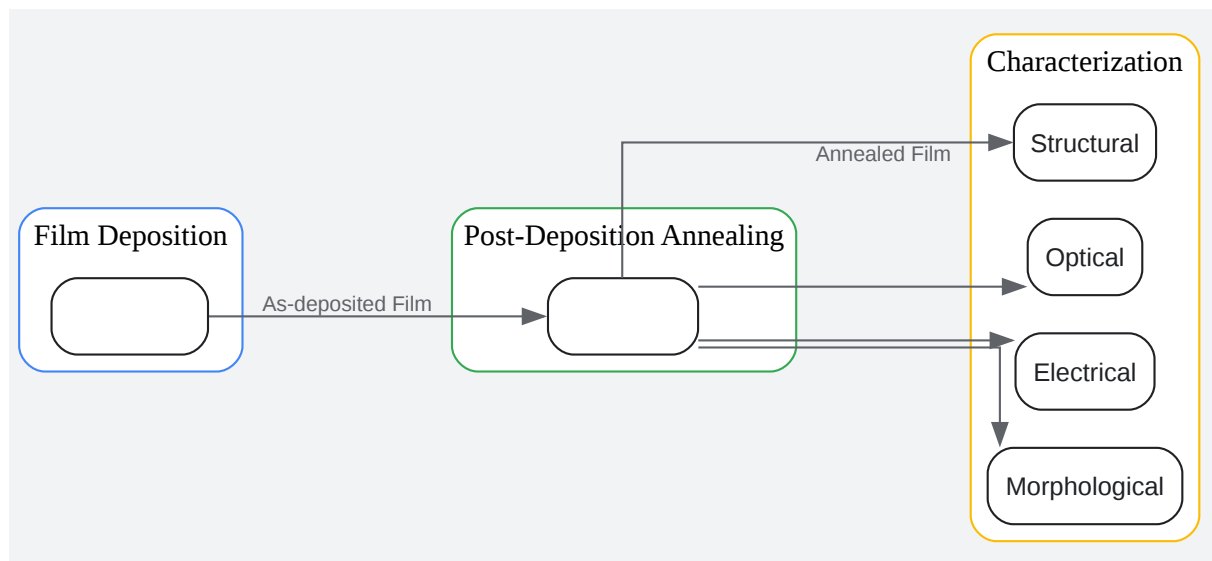 Film Deposition
As-deposited Film
Post-Deposition Annealing
Annealed Film
Characterization
Structural
Optical
Electrical
Morphological